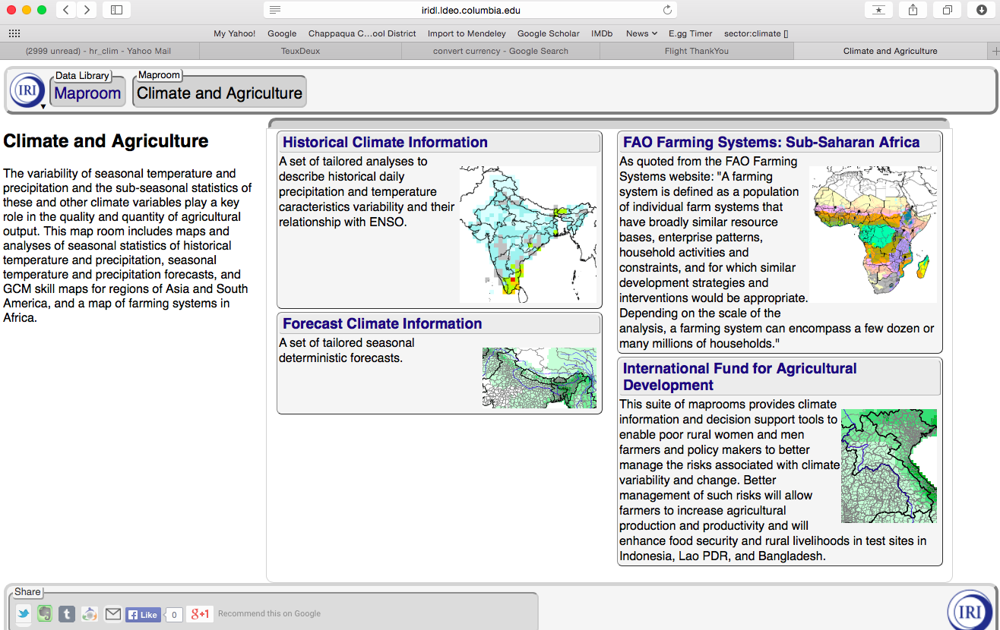 iridl.ldeo.columbia.edu
My Yahoo!
Google
Chappaqua C...ool District
Import to Mendeley
Google Scholar
IMDb
News
E.gg Timer
sector:climate []
(2999 unread) - hr_clim - Yahoo Mail
TeuxDeux
convert currency - Google Search
Flight ThankYou
Climate and Agriculture
IRI
Data Library
Maproom
Maproom
Climate and Agriculture
Climate and Agriculture
The variability of seasonal temperature and
precipitation and the sub-seasonal statistics of
these and other climate variables play a key
role in the quality and quantity of agricultural
output. This map room includes maps and
analyses of seasonal statistics of historical
temperature and precipitation, seasonal
temperature and precipitation forecasts, and
GCM skill maps for regions of Asia and South
America, and a map of farming systems in
Africa.
Historical Climate Information
A set of tailored analyses to
describe historical daily
precipitation and temperature
caracteristics variability and their
relationship with ENSO.
Forecast Climate Information
A set of tailored seasonal
deterministic forecasts.
FAO Farming Systems: Sub-Saharan Africa
As quoted from the FAO Farming
Systems website: "A farming
system is defined as a population
of individual farm systems that
have broadly similar resource
bases, enterprise patterns,
household activities and
constraints, and for which similar
development strategies and
interventions would be appropriate.
Depending on the scale of the
analysis, a farming system can encompass a few dozen or
many millions of households."
International Fund for Agricultural
Development
This suite of maprooms provides climate
information and decision support tools to
enable poor rural women and men
farmers and policy makers to better
manage the risks associated with climate
variability and change. Better
management of such risks will allow
farmers to increase agricultural
production and productivity and will
enhance food security and rural livelihoods in test sites in
Indonesia, Lao PDR, and Bangladesh.
Share
t
f Like
0
g+1
Recommend this on Google
IRI